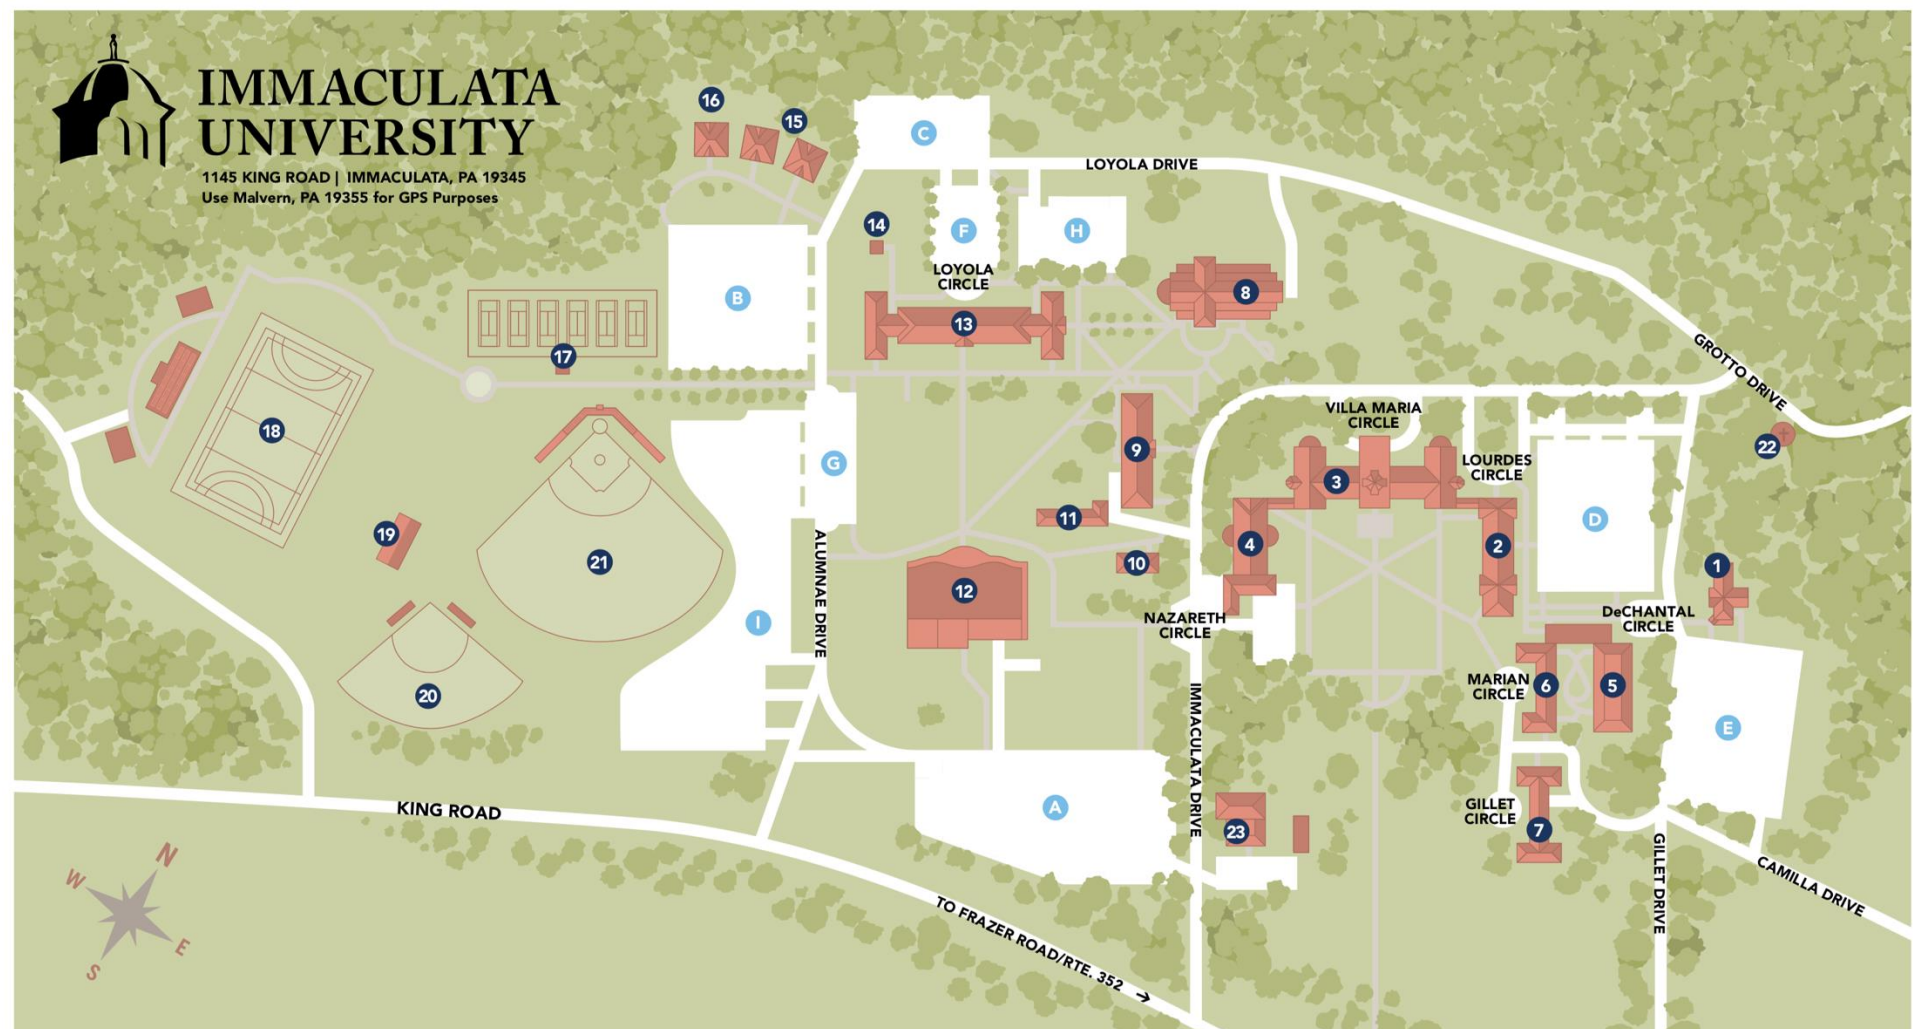 IMMACULATA
UNIVERSITY
1145 KING ROAD | IMMACULATA, PA 19345
Use Malvern, PA 19355 for GPS Purposes
16
15
C
LOYOLA DRIVE
14
F
H
LOYOLA
CIRCLE
B
8
13
17
GROTTO DRIVE
VILLA MARIA
CIRCLE
18
22
9
G
LOURDES
CIRCLE
3
11
D
19
4
2
21
10
1
12
ALUMNAE DRIVE
I
NAZARETH
CIRCLE
DeCHANTAL
CIRCLE
20
MARIAN
CIRCLE
6
5
IMMACULATA DRIVE
E
KING ROAD
A
GILLET
CIRCLE
23
7
GILLET DRIVE
CAMILLA DRIVE
N
W
E
S
TO FRAZER ROAD/RTE. 352 →